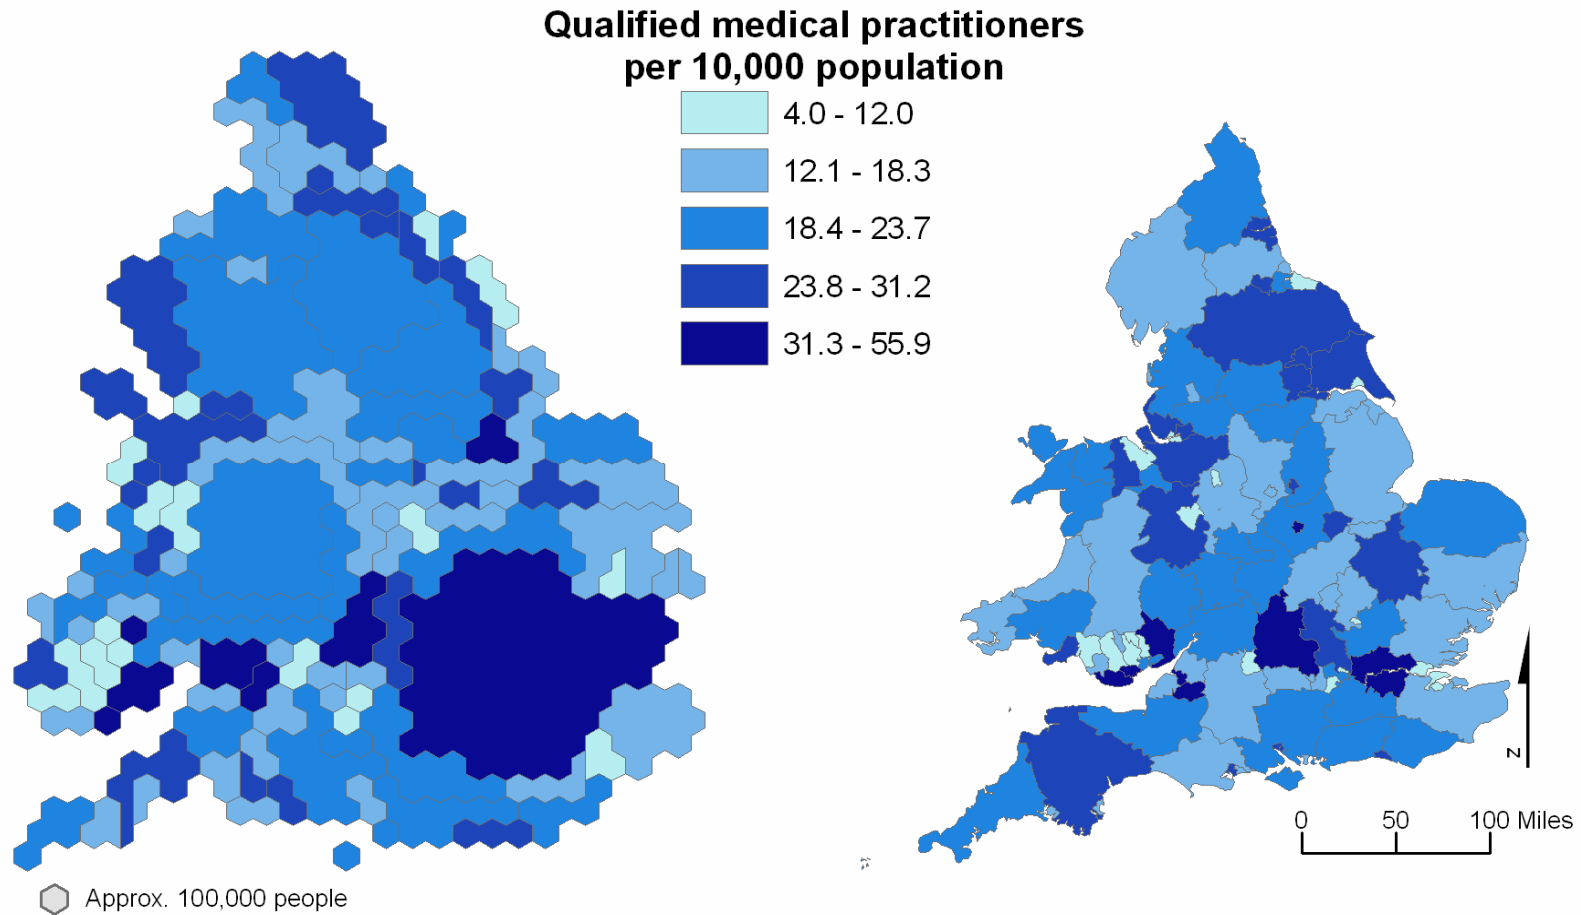 Qualified medical practitioners
per 10,000 population
4.0 - 12.0
12.1 - 18.3
18.4 - 23.7
23.8 - 31.2
31.3 - 55.9
N
0 50 100 Miles
Approx. 100,000 people